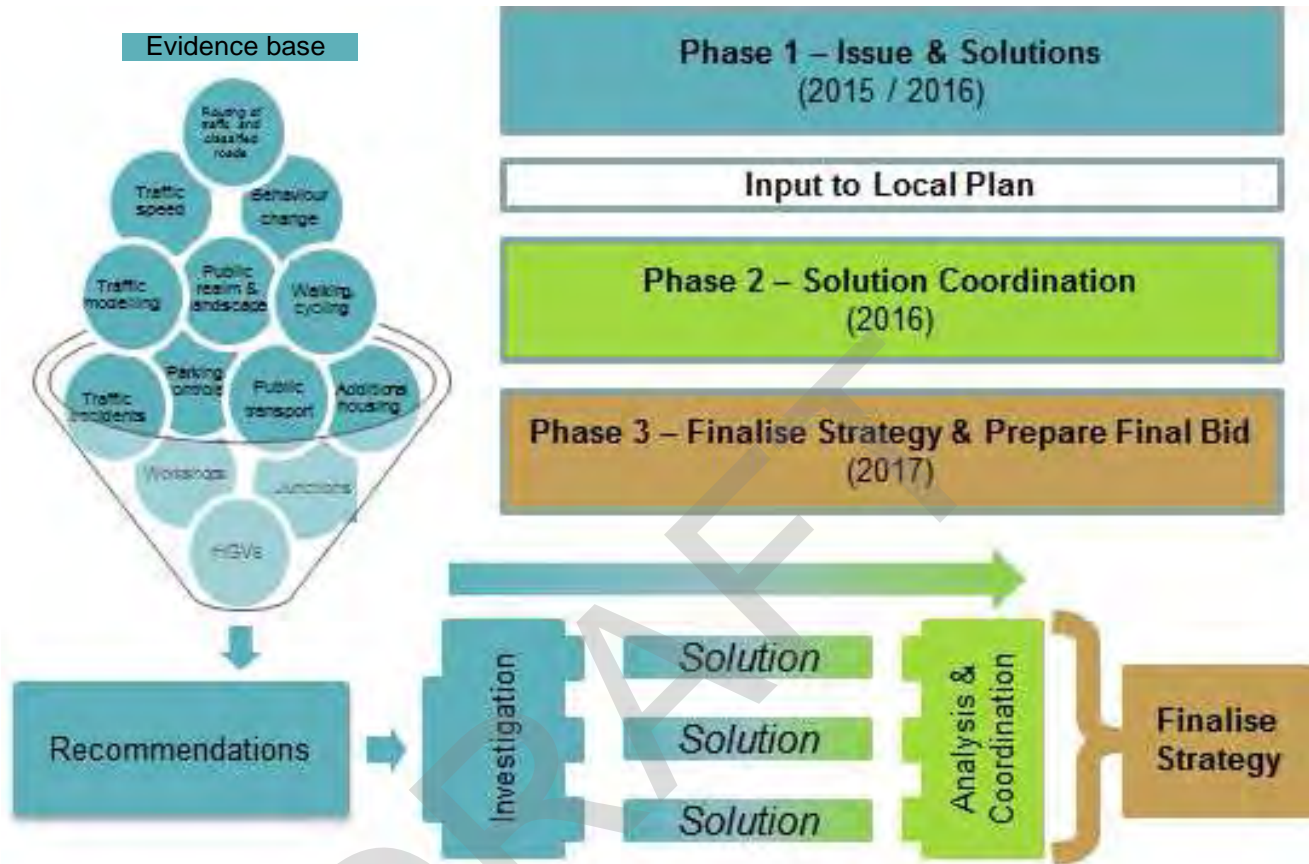 Evidence base
Routing of
traffic and
classified
roads
Traffic
speed
Behaviour
change
Traffic
modelling
Public
realm &
landscape
Walking,
cycling
Traffic
incidents
Parking
controls
Public
transport
Additional
housing
Workshops
Junctions
HGVs
Phase 1 – Issue & Solutions
(2015 / 2016)
Input to Local Plan
Phase 2 – Solution Coordination
(2016)
Phase 3 – Finalise Strategy & Prepare Final Bid
(2017)
Recommendations
Investigation
Solution
Solution
Solution
Analysis &
Coordination
Finalise
Strategy
DRAFT